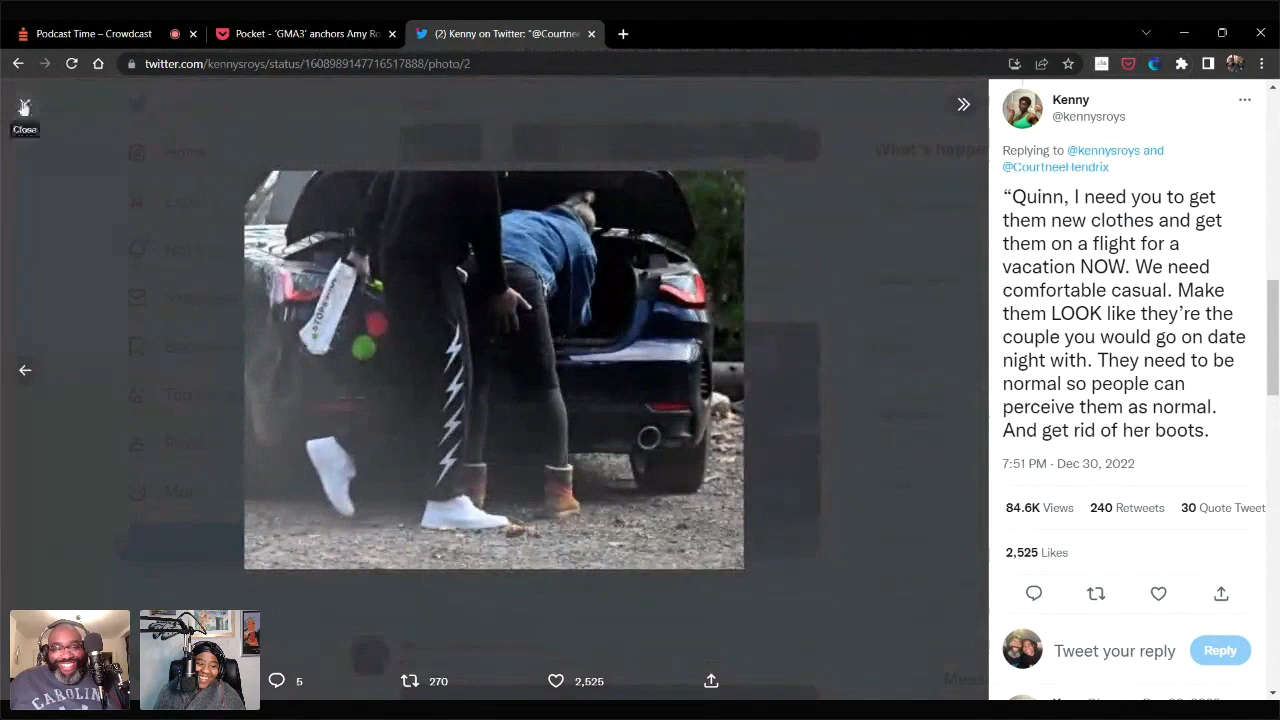 Podcast Time – Crowdcast
Pocket - 'GMA3' anchors Amy Ro
(2) Kenny on Twitter: "@Courtne
twitter.com/kennysroys/status/1608989147716517888/photo/2
Close
Kenny
@kennysroys
Replying to @kennysroys and
@CourtneeHendrix
“Quinn, I need you to get
them new clothes and get
them on a flight for a
vacation NOW. We need
comfortable casual. Make
them LOOK like they’re the
couple you would go on date
night with. They need to be
normal so people can
perceive them as normal.
And get rid of her boots.
7:51 PM · Dec 30, 2022
84.6K Views 240 Retweets 30 Quote Tweet
2,525 Likes
Tweet your reply
Reply
5
270
2,525
Home
What's happe
CAROLIN